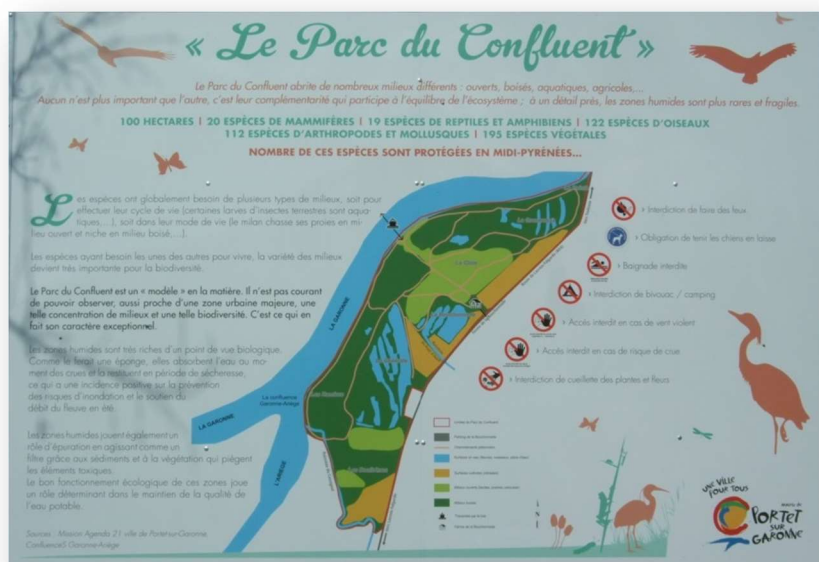 « Le Parc du Confluent »
Le Parc du Confluent abrite de nombreux milieux différents : ouverts, boisés, aquatiques, agricoles,...
Aucun n'est plus important que l'autre, c'est leur complémentarité qui participe à l'équilibre de l'écosystème ; à un détail près, les zones humides sont plus rares et fragiles.
100 HECTARES | 20 ESPÈCES DE MAMMIFÈRES | 19 ESPÈCES DE REPTILES ET AMPHIBIENS | 122 ESPÈCES D'OISEAUX
112 ESPÈCES D'ARTHROPODES ET MOLLUSQUES | 195 ESPÈCES VÉGÉTALES
NOMBRE DE CES ESPÈCES SONT PROTÉGÉES EN MIDI-PYRÉNÉES...
Les espèces ont globalement besoin de plusieurs types de milieux, soit pour
effectuer leur cycle de vie (certaines larves d'insectes terrestres sont aqua-
tiques, ...), soit dans leur mode de vie (le milan chasse ses proies en mi-
lieu ouvert et niche en milieu boisé,...).
Les espèces ayant besoin les unes des autres pour vivre, la variété des milieux
devient très importante pour la biodiversité.
Le Parc du Confluent est un « modèle » en la matière. Il n'est pas courant
de pouvoir observer, aussi proche d'une zone urbaine majeure, une
telle concentration de milieux et une telle biodiversité. C'est ce qui en
fait son caractère exceptionnel.
Les zones humides sont très riches d'un point de vue biologique.
Comme le ferait une éponge, elles absorbent l'eau au mo-
ment des crues et la restituent en période de sécheresse,
ce qui a une incidence positive sur la prévention
des risques d'inondation et le soutien du
débit du fleuve en été.
Les zones humides jouent également un
rôle d'épuration en agissant comme un
filtre grâce aux sédiments et à la végétation qui piègent
les éléments toxiques.
Le bon fonctionnement écologique de ces zones joue
un rôle déterminant dans le maintien de la qualité de
l'eau potable.
Sources : Mission Agenda 21 ville de Portet-sur-Garonne,
ConfluenceS Garonne-Ariège
LA GARONNE
La confluence
Garonne-Ariège
LA GARONNE
L'ARIEGE
› Interdiction de faire des feux
› Obligation de tenir les chiens en laisse
› Baignade interdite
› Interdiction de bivouac / camping
› Accès interdit en cas de vent violent
› Accès interdit en cas de risque de crue
› Interdiction de cueillette des plantes et fleurs
UNE VILLE
POUR TOUS
PORTET
SUR
GARONNE